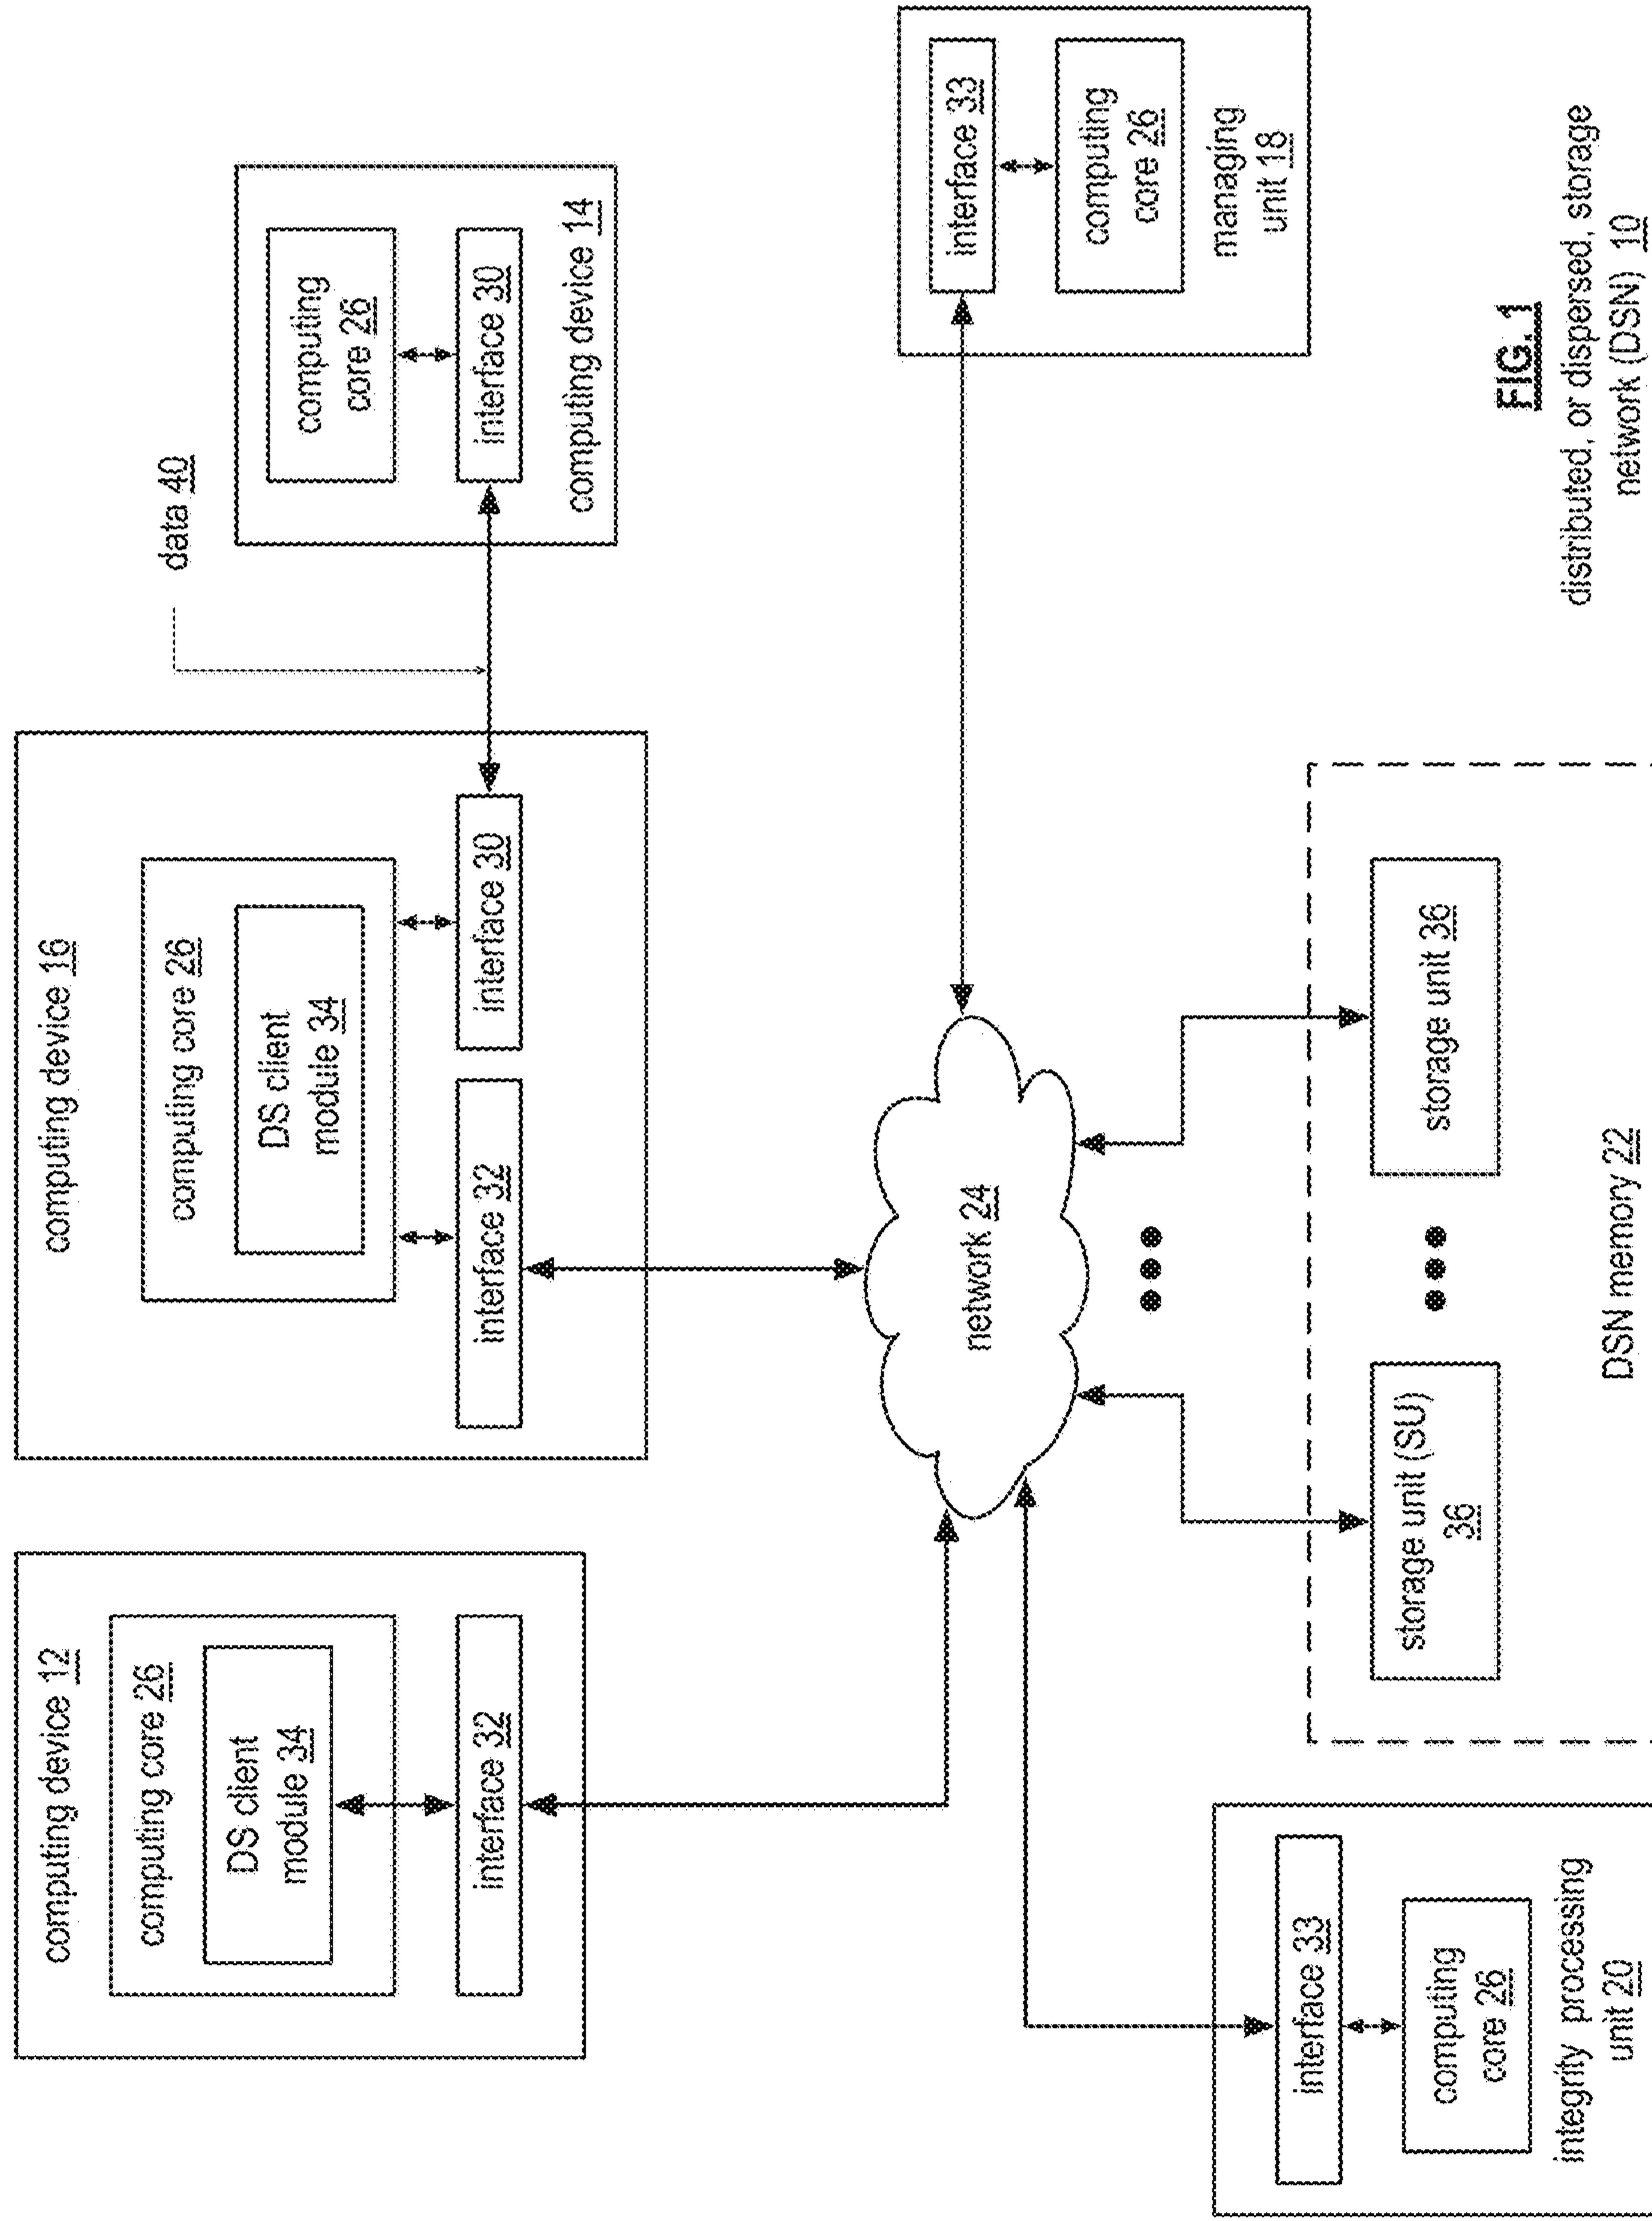 computing device 12
computing core 26
DS client
module 34
interface 32
computing device 16
computing core 26
DS client
module 34
interface 32
interface 30
data 40
computing
core 26
interface 30
computing device 14
network 24
interface 33
computing
core 26
managing
unit 18
interface 33
computing
core 26
integrity processing
unit 20
storage unit (SU)
36
storage unit 36
DSN memory 22
FIG. 1
distributed, or dispersed, storage
network (DSN) 10